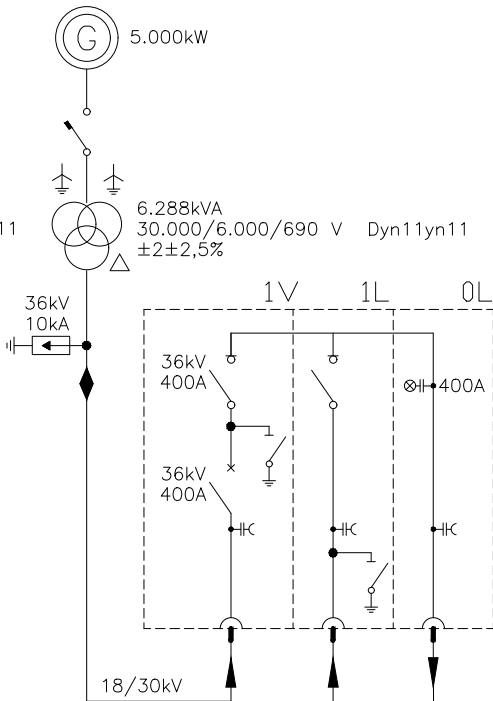 G
5.000kW
6.288kVA
11
30.000/6.000/690 V Dyn11yn11
±2±2,5%
36kV
10kA
1V
1L
0L
36kV
400A
400A
36kV
400A
18/30kV